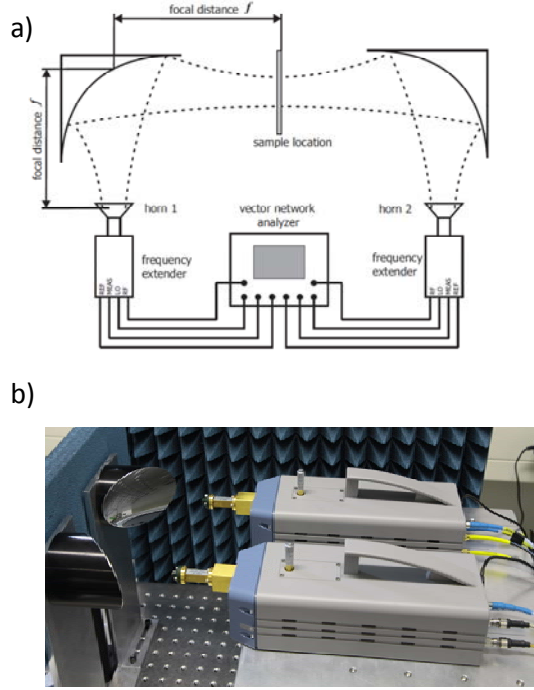 a)
focal distance f
focal distance f
sample location
horn 1
vector network
analyzer
horn 2
frequency
extender
frequency
extender
REF
MEAS
LO
RF
RF
LO
MEAS
REF
b)